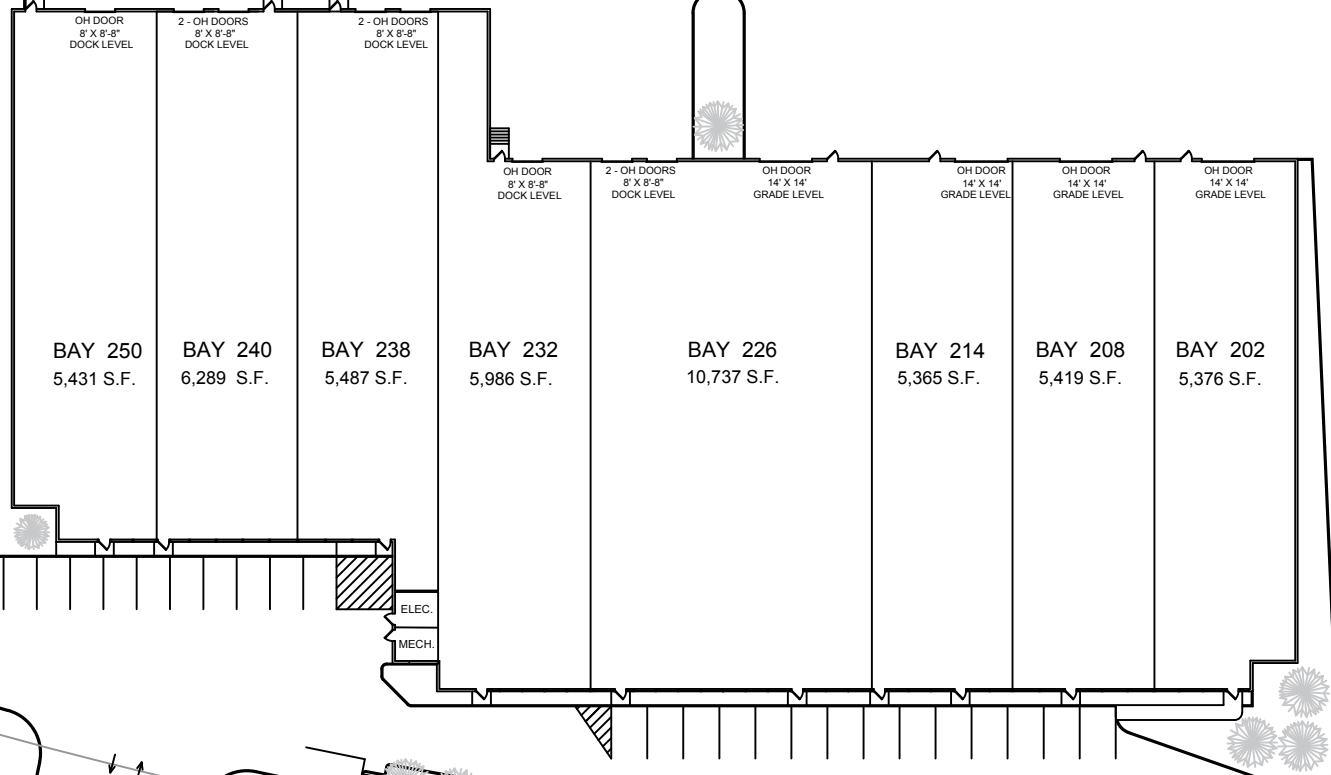 OH DOOR
8' X 8'-8"
DOCK LEVEL
2 - OH DOORS
8' X 8'-8"
DOCK LEVEL
2 - OH DOORS
8' X 8'-8"
DOCK LEVEL
OH DOOR
8' X 8'-8"
DOCK LEVEL
2 - OH DOORS
8' X 8'-8"
DOCK LEVEL
OH DOOR
14' X 14'
GRADE LEVEL
OH DOOR
14' X 14'
GRADE LEVEL
OH DOOR
14' X 14'
GRADE LEVEL
OH DOOR
14' X 14'
GRADE LEVEL
BAY 250
5,431 S.F.
BAY 240
6,289 S.F.
BAY 238
5,487 S.F.
BAY 232
5,986 S.F.
BAY 226
10,737 S.F.
BAY 214
5,365 S.F.
BAY 208
5,419 S.F.
BAY 202
5,376 S.F.
ELEC.
MECH.